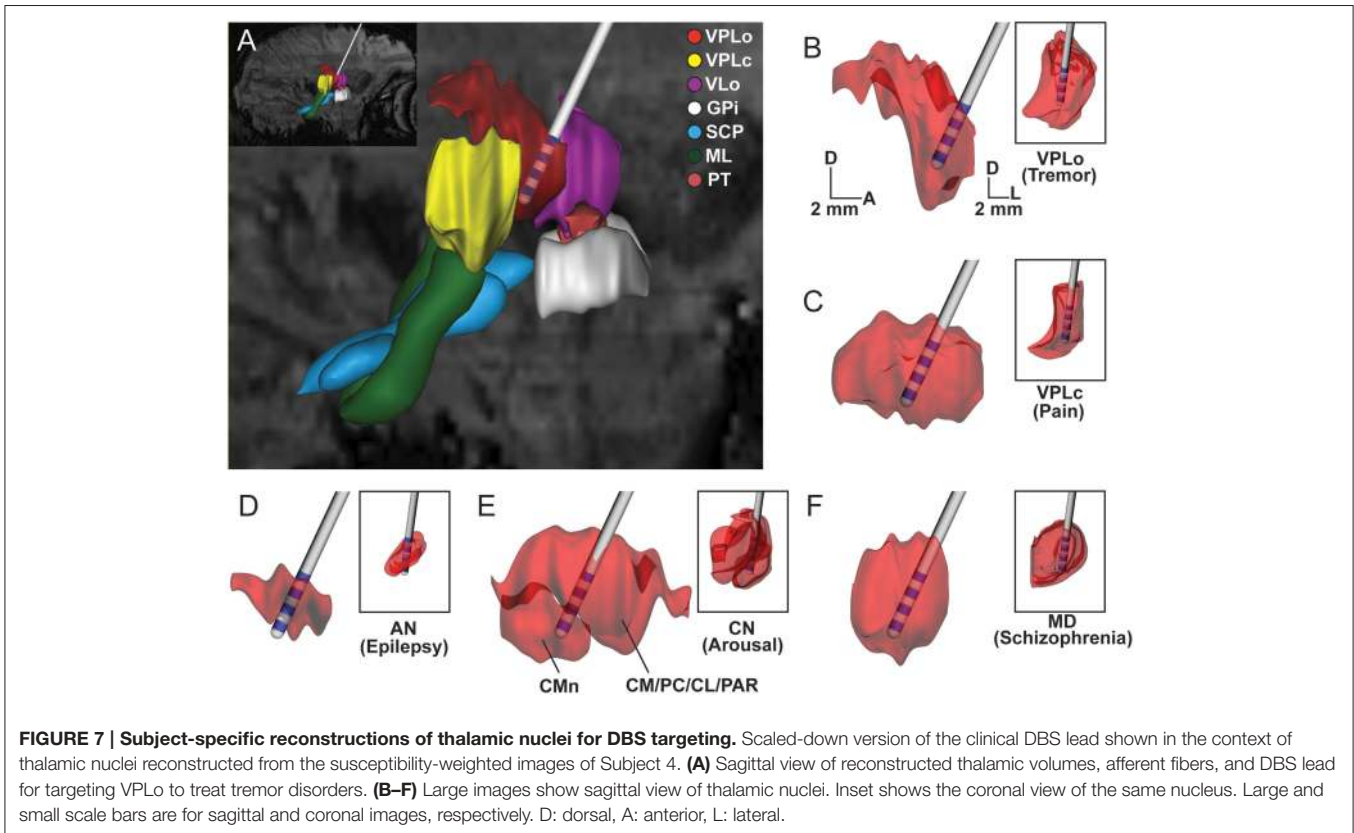 A
VPLo
VPLc
VLo
GPi
SCP
ML
PT
B
D
A
2 mm
D
L
2 mm
VPLo
(Tremor)
C
VPLc
(Pain)
D
AN
(Epilepsy)
E
CMn
CM/PC/CL/PAR
CN
(Arousal)
F
MD
(Schizophrenia)
FIGURE 7 | Subject-specific reconstructions of thalamic nuclei for DBS targeting. Scaled-down version of the clinical DBS lead shown in the context of
thalamic nuclei reconstructed from the susceptibility-weighted images of Subject 4. (A) Sagittal view of reconstructed thalamic volumes, afferent fibers, and DBS lead
for targeting VPLo to treat tremor disorders. (B–F) Large images show sagittal view of thalamic nuclei. Inset shows the coronal view of the same nucleus. Large and
small scale bars are for sagittal and coronal images, respectively. D: dorsal, A: anterior, L: lateral.